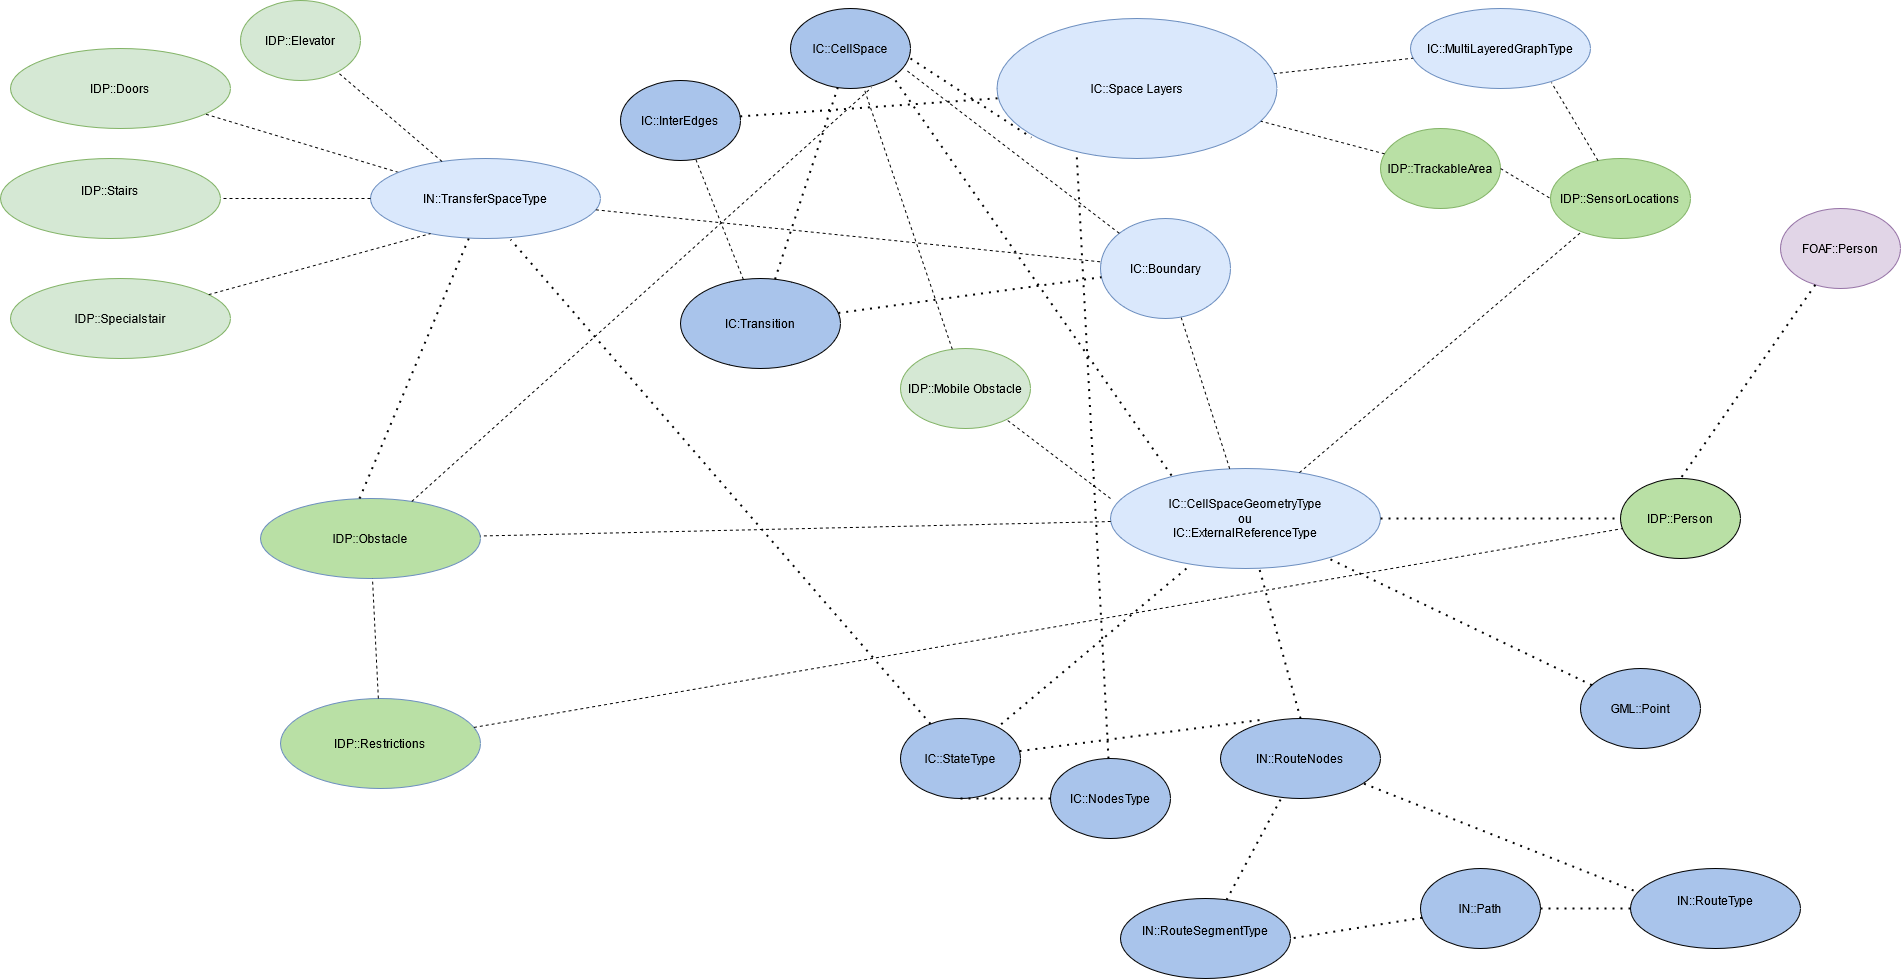 IDP::Elevator
IC::CellSpace
IC::MultiLayeredGraphType
IDP::Doors
IC::Space Layers
IC::InterEdges
IDP::TrackableArea
IDP::Stairs
IN::TransferSpaceType
IDP::SensorLocations
FOAF::Person
IC::Boundary
IDP::Specialstair
IC:Transition
IDP::Mobile Obstacle
IC::CellSpaceGeometryType
ou
IC::ExternalReferenceType
IDP::Person
IDP::Obstacle
GML::Point
IDP::Restrictions
IC::StateType
IN::RouteNodes
IC::NodesType
IN::RouteType
IN::Path
IN::RouteSegmentType